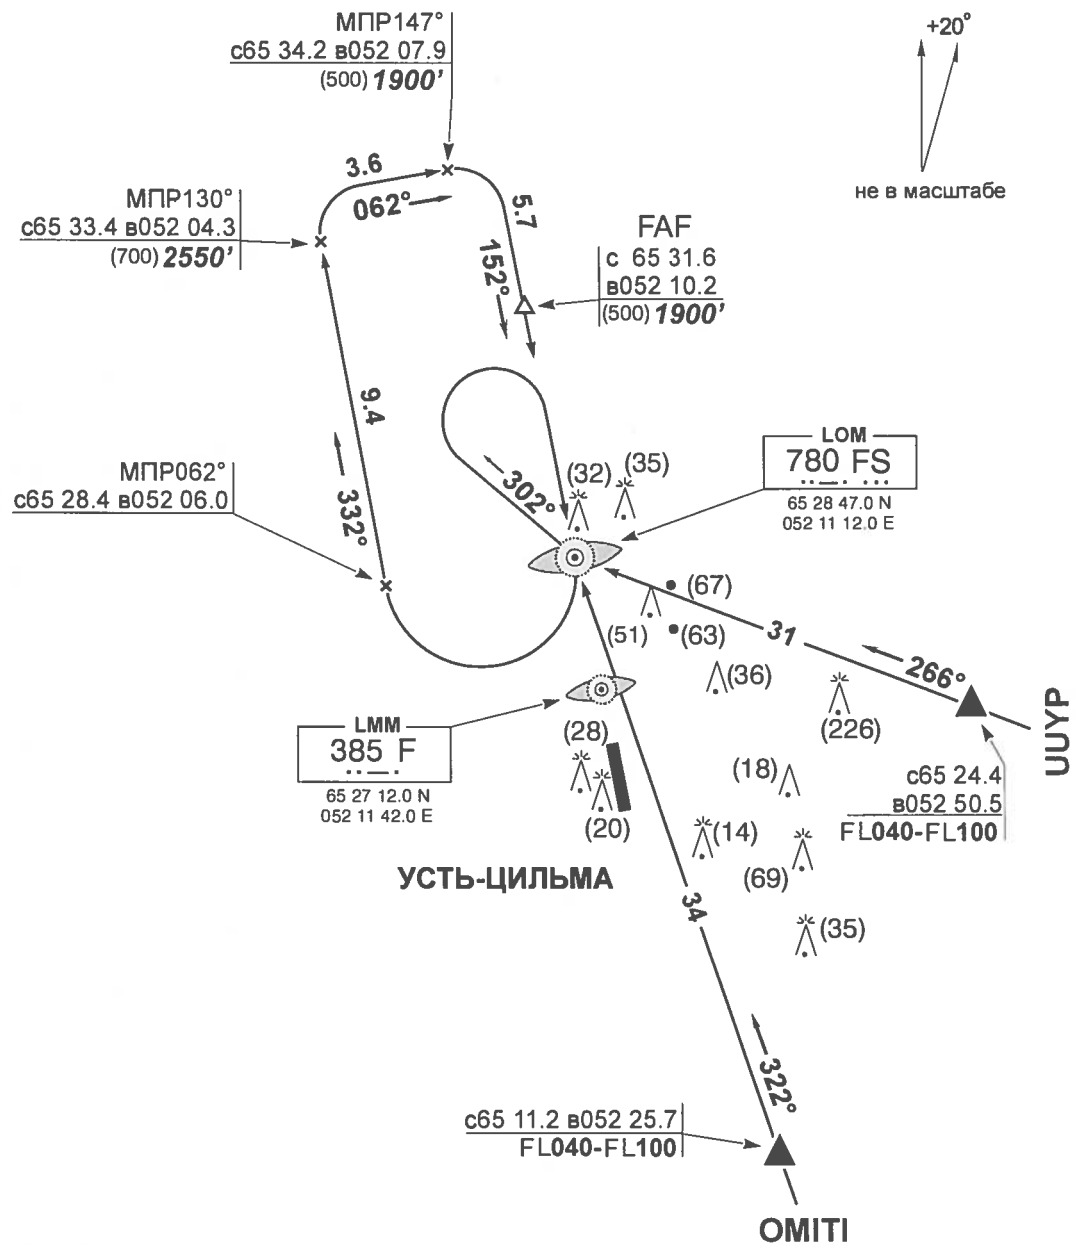 МПР147°
с65 34.2 в052 07.9
(500) 1900'
+20°
не в масштабе
3.6
062°
5.7
152°
МПР130°
с65 33.4 в052 04.3
(700) 2550'
FAF
с 65 31.6
в052 10.2
(500) 1900'
9.4
332°
МПР062°
с65 28.4 в052 06.0
302°
(32)
(35)
LOM
780 FS
65 28 47.0 N
052 11 12.0 E
(67)
(51)
(63)
31
266°
(36)
(226)
UUYP
с65 24.4
в052 50.5
FL040-FL100
LMM
385 F
65 27 12.0 N
052 11 42.0 E
(28)
(20)
(18)
(14)
(69)
(35)
УСТЬ-ЦИЛЬМА
34
322°
с65 11.2 в052 25.7
FL040-FL100
OMITI